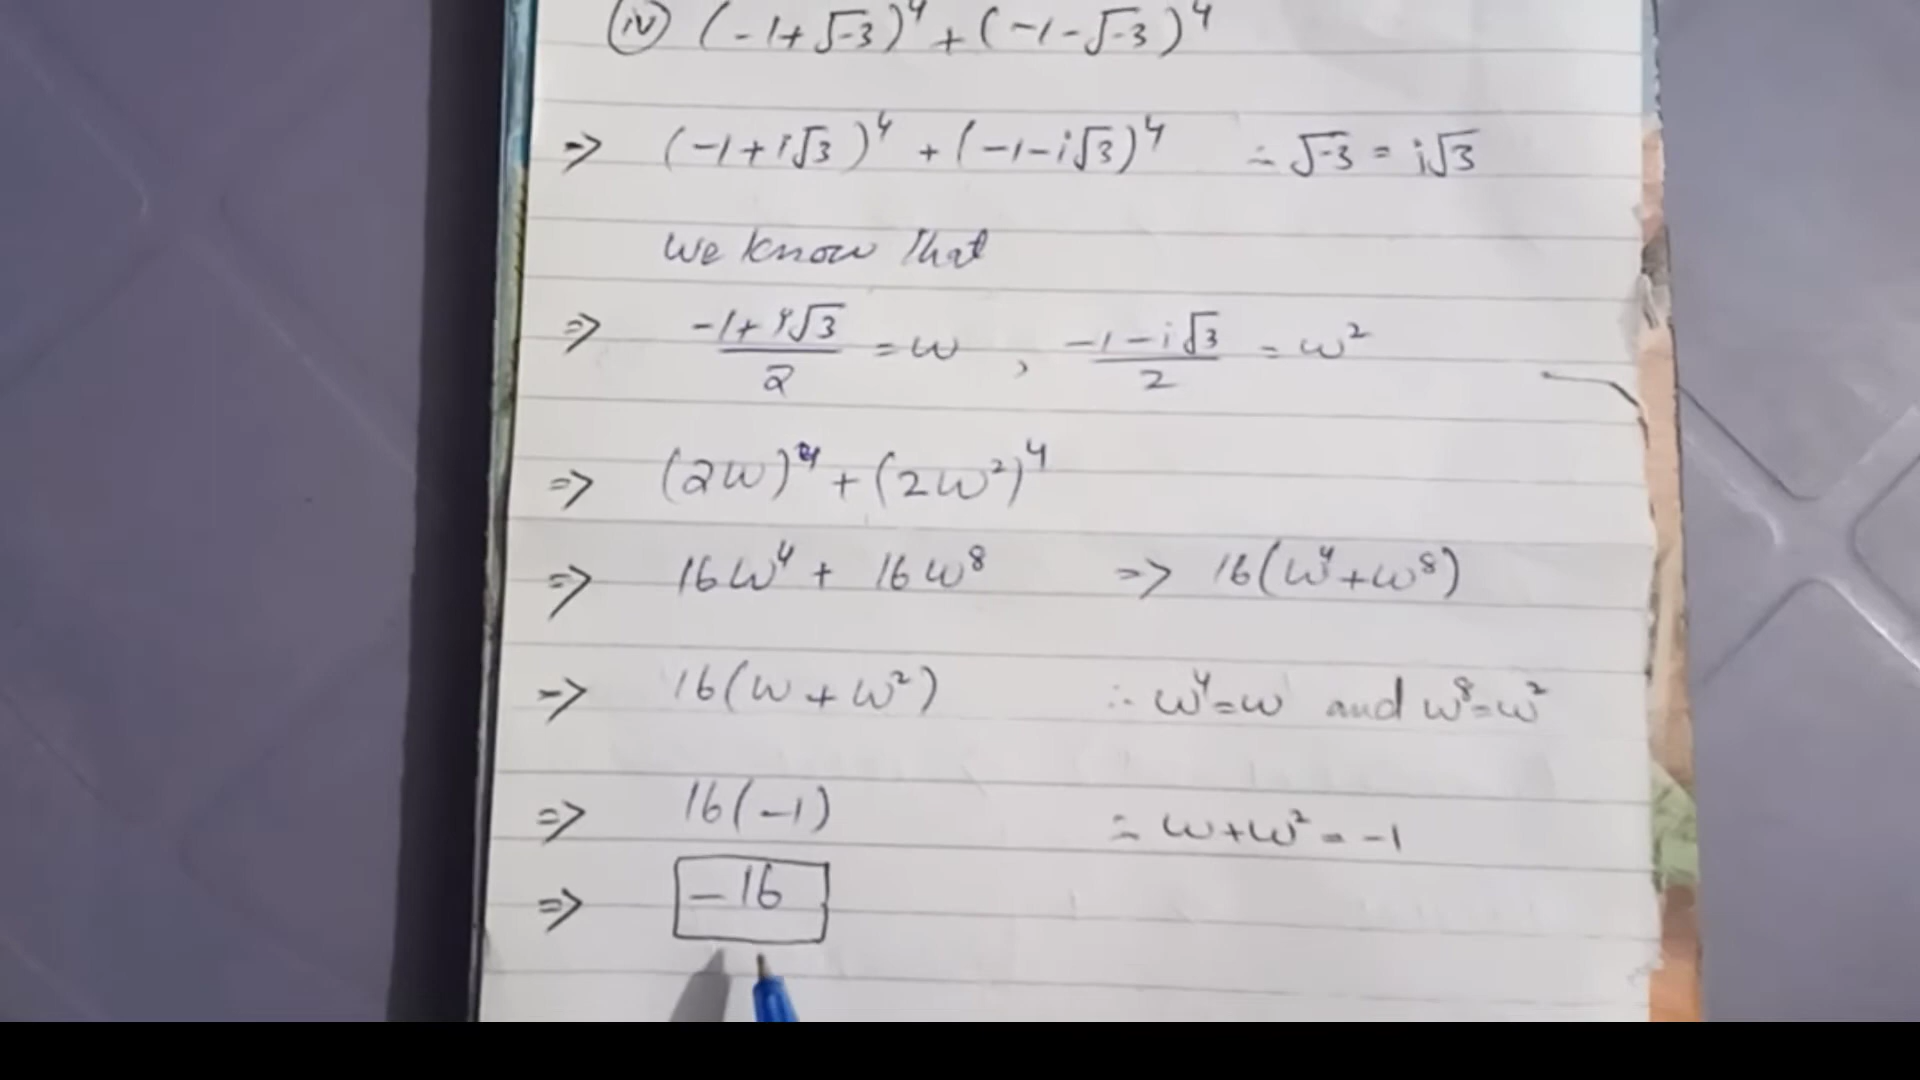 (iv) (-1+√-3)⁴ + (-1-√-3)⁴
⇒ (-1+i√3)⁴ + (-1-i√3)⁴ ∴ √-3 = i√3
we know that
⇒ -1+i√3/2 = ω , -1-i√3/2 = ω²
⇒ (2ω)⁴ + (2ω²)⁴
⇒ 16ω⁴ + 16ω⁸ ⇒ 16(ω⁴+ω⁸)
⇒ 16(ω+ω²) ∴ ω⁴=ω and ω⁸=ω²
⇒ 16(-1) ∴ ω+ω² = -1
⇒ -16